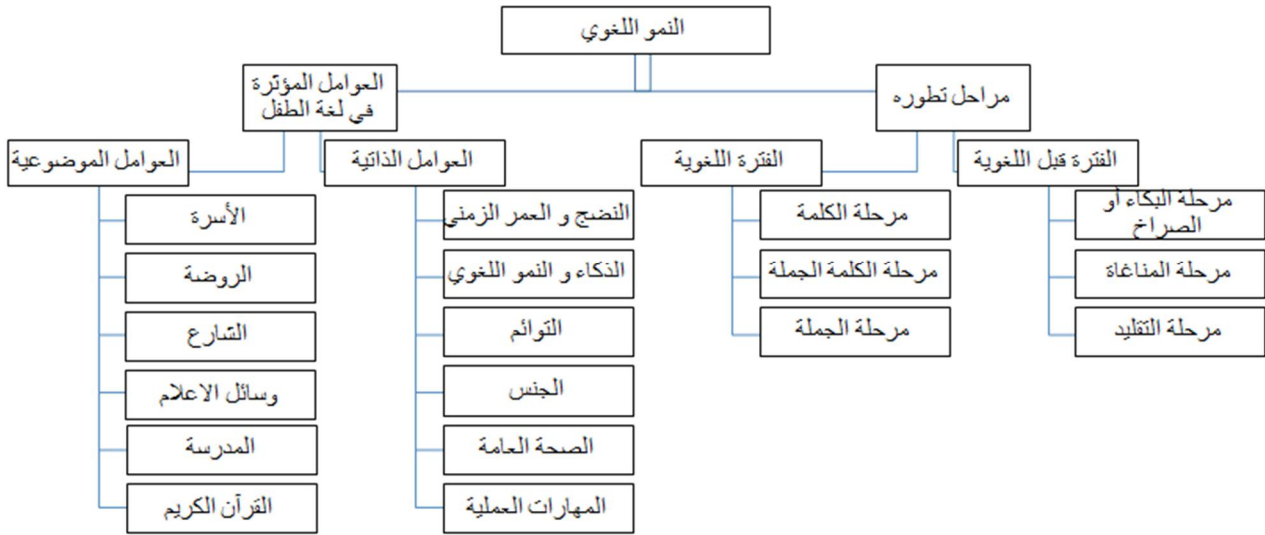 النمو اللغوي
مراحل تطوره
العوامل المؤثرة
في لغة الطفل
الفترة قبل اللغوية
الفترة اللغوية
العوامل الذاتية
العوامل الموضوعية
مرحلة البكاء أو
الصراخ
مرحلة المناغاة
مرحلة التقليد
مرحلة الكلمة
مرحلة الكلمة الجملة
مرحلة الجملة
النضج و العمر الزمني
الذكاء و النمو اللغوي
التوائم
الجنس
الصحة العامة
المهارات العملية
الأسرة
الروضة
الشارع
وسائل الاعلام
المدرسة
القرآن الكريم